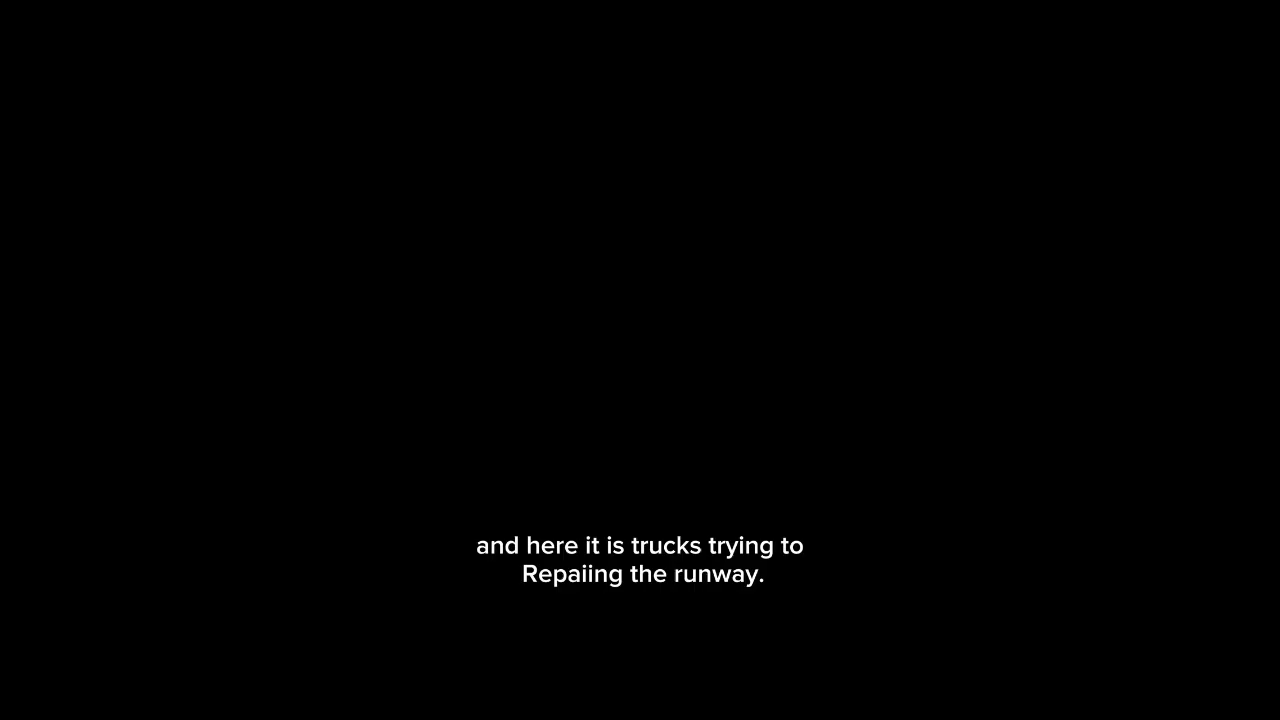 and here it is trucks trying to
Repaiing the runway.